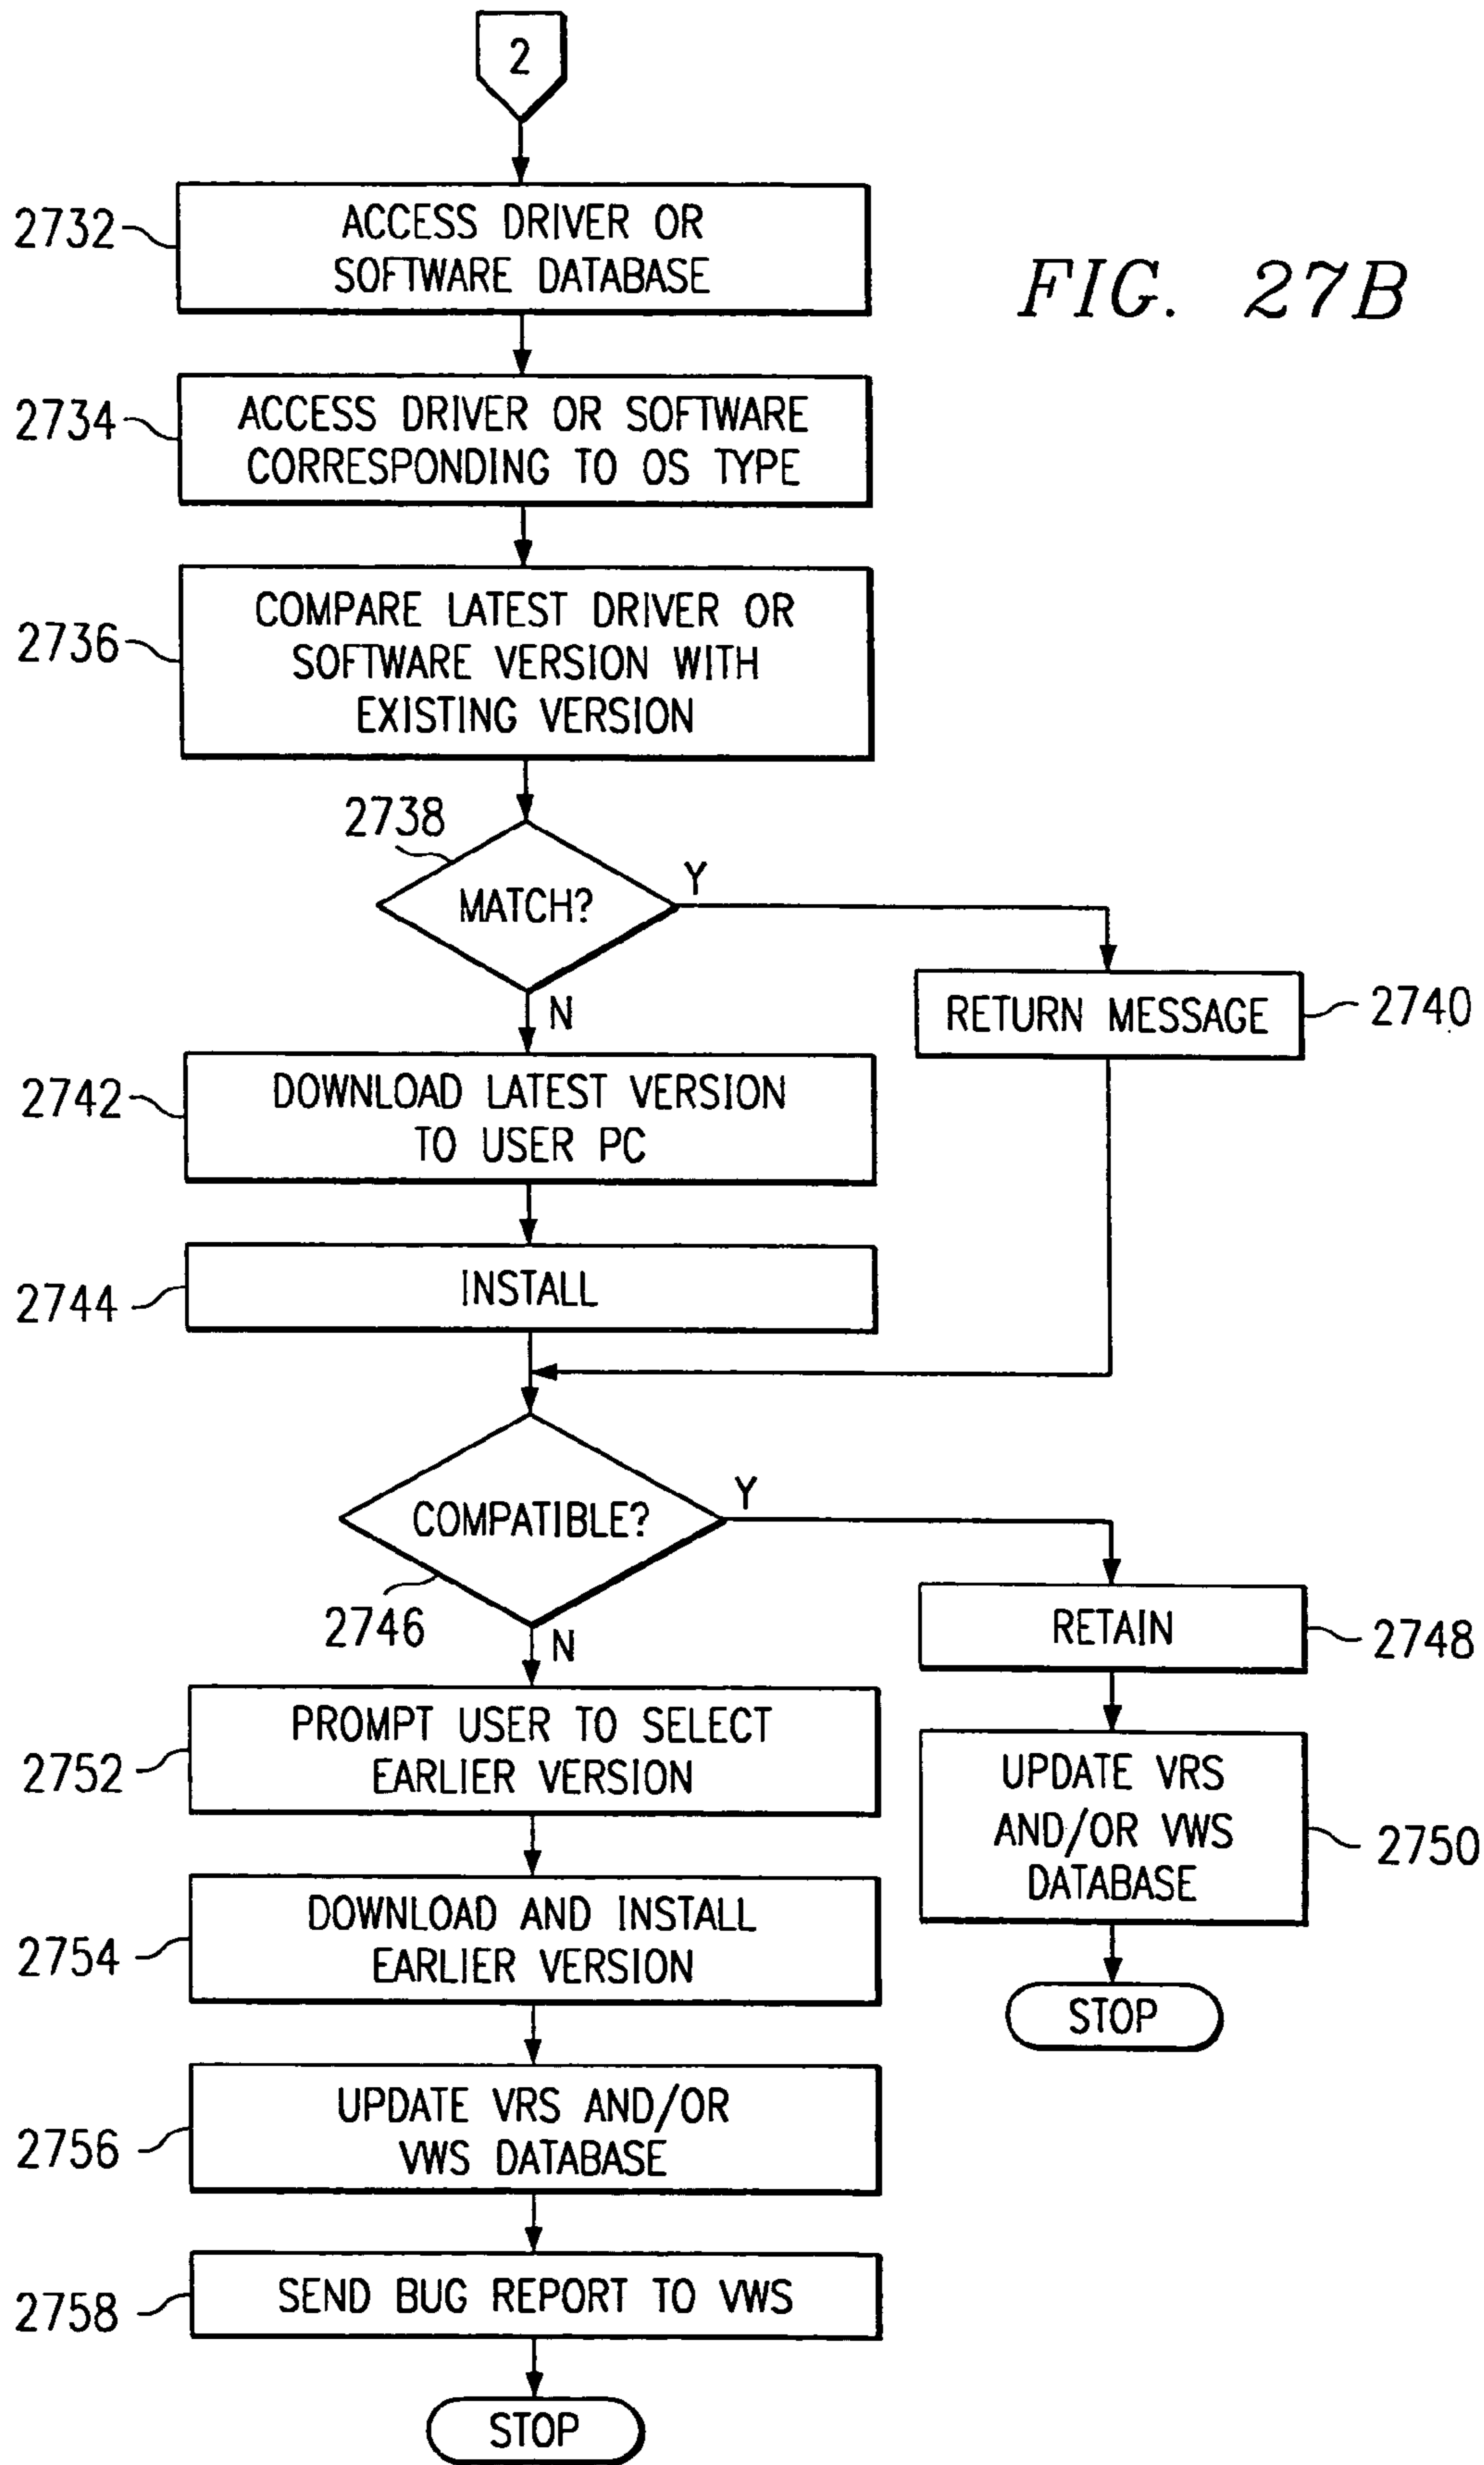 2
2732
ACCESS DRIVER OR
SOFTWARE DATABASE
FIG. 27B
2734
ACCESS DRIVER OR SOFTWARE
CORRESPONDING TO OS TYPE
2736
COMPARE LATEST DRIVER OR
SOFTWARE VERSION WITH
EXISTING VERSION
2738
MATCH?
Y
N
RETURN MESSAGE
2740
2742
DOWNLOAD LATEST VERSION
TO USER PC
2744
INSTALL
COMPATIBLE?
Y
2746
N
RETAIN
2748
2752
PROMPT USER TO SELECT
EARLIER VERSION
UPDATE VRS
AND/OR VWS
DATABASE
2750
2754
DOWNLOAD AND INSTALL
EARLIER VERSION
STOP
2756
UPDATE VRS AND/OR
VWS DATABASE
2758
SEND BUG REPORT TO VWS
STOP